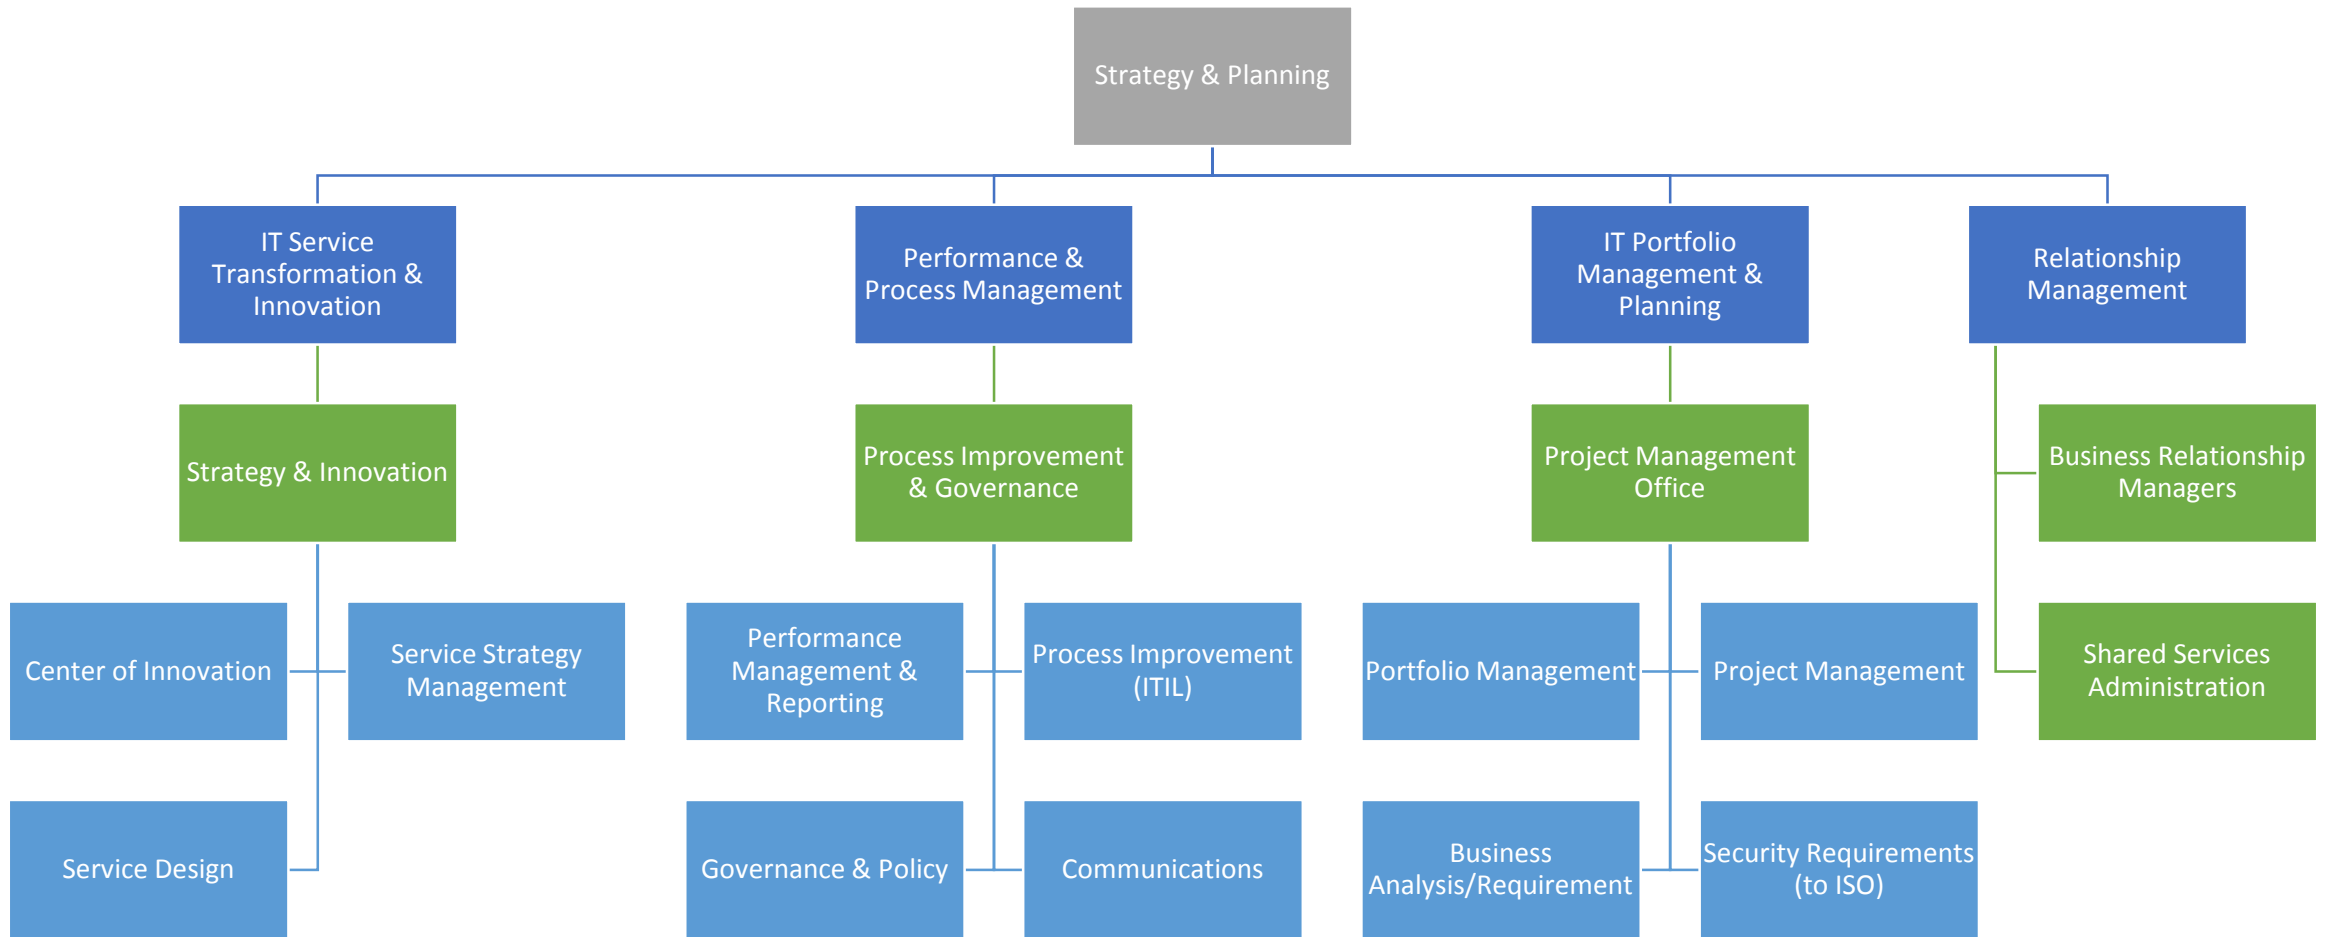 Strategy & Planning
IT Service
Transformation &
Innovation
Performance &
Process Management
IT Portfolio
Management &
Planning
Relationship
Management
Strategy & Innovation
Process Improvement
& Governance
Project Management
Office
Business Relationship
Managers
Center of Innovation
Service Strategy
Management
Performance
Management &
Reporting
Process Improvement
(ITIL)
Portfolio Management
Project Management
Shared Services
Administration
Service Design
Governance & Policy
Communications
Business
Analysis/Requirement
Security Requirements
(to ISO)